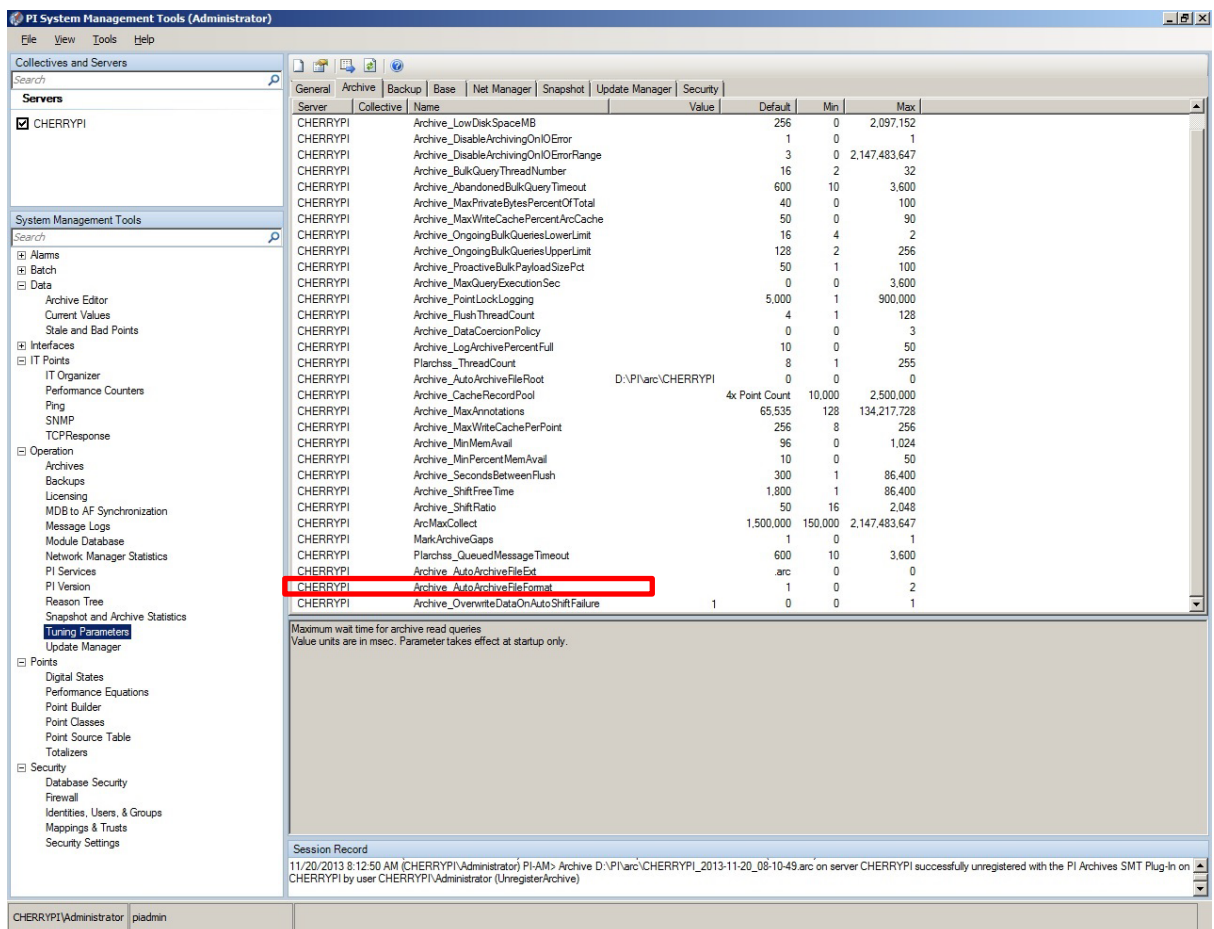 PI System Management Tools (Administrator)
File View Tools Help
Collectives and Servers
Search
Servers
CHERRYPI
System Management Tools
Search
Alarms
Batch
Data
Archive Editor
Current Values
Stale and Bad Points
Interfaces
IT Points
IT Organizer
Performance Counters
Ping
SNMP
TCPResponse
Operation
Archives
Backups
Licensing
MDB to AF Synchronization
Message Logs
Module Database
Network Manager Statistics
PI Services
PI Version
Reason Tree
Snapshot and Archive Statistics
Tuning Parameters
Update Manager
Points
Digital States
Performance Equations
Point Builder
Point Classes
Point Source Table
Totalizers
Security
Database Security
Firewall
Identities, Users, & Groups
Mappings & Trusts
Security Settings
General Archive Backup Base Net Manager Snapshot Update Manager Security
Server Collective Name Value Default Min Max
CHERRYPI Archive_LowDiskSpaceMB 256 0 2,097,152
CHERRYPI Archive_DisableArchivingOnIOError 1 0 1
CHERRYPI Archive_DisableArchivingOnIOErrorRange 3 0 2,147,483,647
CHERRYPI Archive_BulkQueryThreadNumber 16 2 32
CHERRYPI Archive_AbandonedBulkQueryTimeout 600 10 3,600
CHERRYPI Archive_MaxPrivateBytesPercentOfTotal 40 0 100
CHERRYPI Archive_MaxWriteCachePercentArcCache 50 0 90
CHERRYPI Archive_OngoingBulkQueriesLowerLimit 16 4 2
CHERRYPI Archive_OngoingBulkQueriesUpperLimit 128 2 256
CHERRYPI Archive_ProactiveBulkPayloadSizePct 50 1 100
CHERRYPI Archive_MaxQueryExecutionSec 0 0 3,600
CHERRYPI Archive_PointLockLogging 5,000 1 900,000
CHERRYPI Archive_FlushThreadCount 4 1 128
CHERRYPI Archive_DataCoercionPolicy 0 0 3
CHERRYPI Archive_LogArchivePercentFull 10 0 50
CHERRYPI PIarchss_ThreadCount 8 1 255
CHERRYPI Archive_AutoArchiveFileRoot D:\PI\arc\CHERRYPI 0 0 0
CHERRYPI Archive_CacheRecordPool 4x Point Count 10,000 2,500,000
CHERRYPI Archive_MaxAnnotations 65,535 128 134,217,728
CHERRYPI Archive_MaxWriteCachePerPoint 256 8 256
CHERRYPI Archive_MinMemAvail 96 0 1,024
CHERRYPI Archive_MinPercentMemAvail 10 0 50
CHERRYPI Archive_SecondsBetweenFlush 300 1 86,400
CHERRYPI Archive_ShiftFreeTime 1,800 1 86,400
CHERRYPI Archive_ShiftRatio 50 16 2,048
CHERRYPI ArcMaxCollect 1,500,000 150,000 2,147,483,647
CHERRYPI MarkArchiveGaps 1 0 1
CHERRYPI PIarchss_QueuedMessageTimeout 600 10 3,600
CHERRYPI Archive_AutoArchiveFileExt .arc 0 0
CHERRYPI Archive_AutoArchiveFileFormat 1 0 2
CHERRYPI Archive_OverwriteDataOnAutoShiftFailure 1 0 0 1
Maximum wait time for archive read queries
Value units are in msec. Parameter takes effect at startup only.
Session Record
11/20/2013 8:12:50 AM (CHERRYPI\Administrator) PI-AM> Archive D:\PI\arc\CHERRYPI_2013-11-20_08-10-49.arc on server CHERRYPI successfully unregistered with the PI Archives SMT Plug-In on
CHERRYPI by user CHERRYPI\Administrator (UnregisterArchive)
CHERRYPI\Administrator piadmin